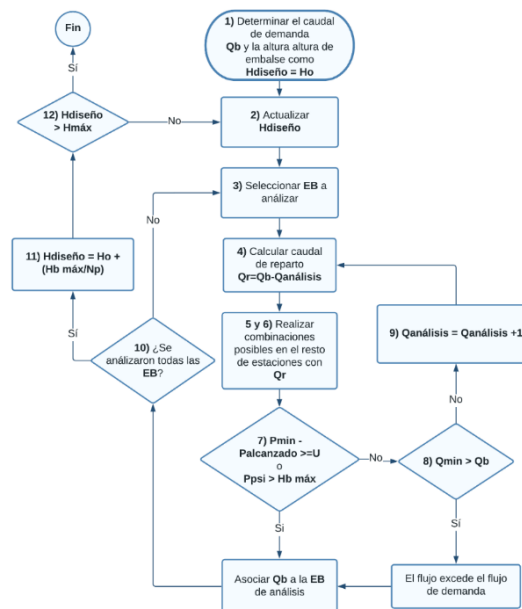 Fin
1) Determinar el caudal de
demanda
Qb y la altura altura de
embalse como
Hdiseño = Ho
Sí
12) Hdiseño
> Hmáx
No
2) Actualizar
Hdiseño
3) Seleccionar EB a
análizar
No
4) Calcular caudal
de reparto
Qr=Qb-Qanálisis
11) Hdiseño = Ho +
(Hb máx/Np)
5 y 6) Realizar
combinaciones
posibles en el resto
de estaciones con
Qr
9) Qanálisis = Qanálisis +1
Sí
10) ¿Se
análizaron todas las
EB?
No
7) Pmin -
Palcanzado >=U
o
Ppsi > Hb máx
No
8) Qmin > Qb
Si
Sí
Asociar Qb a la EB
de análisis
El flujo excede el flujo
de demanda